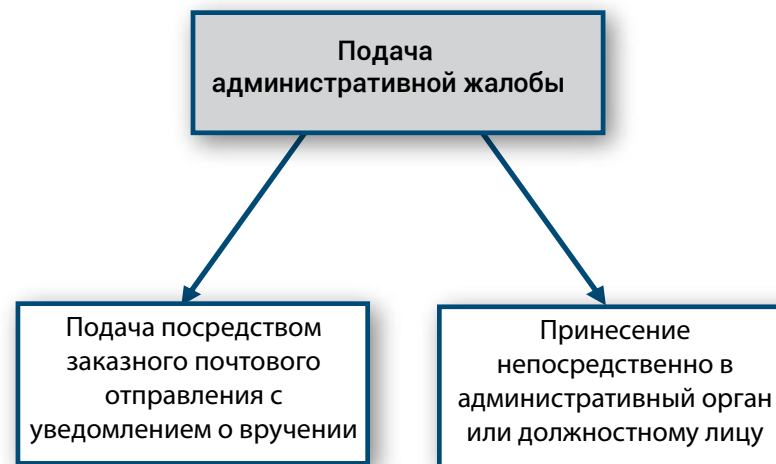 Подача
административной жалобы
Подача посредством
заказного почтового
отправления с
уведомлением о вручении
Принесение
непосредственно в
административный орган
или должностному лицу